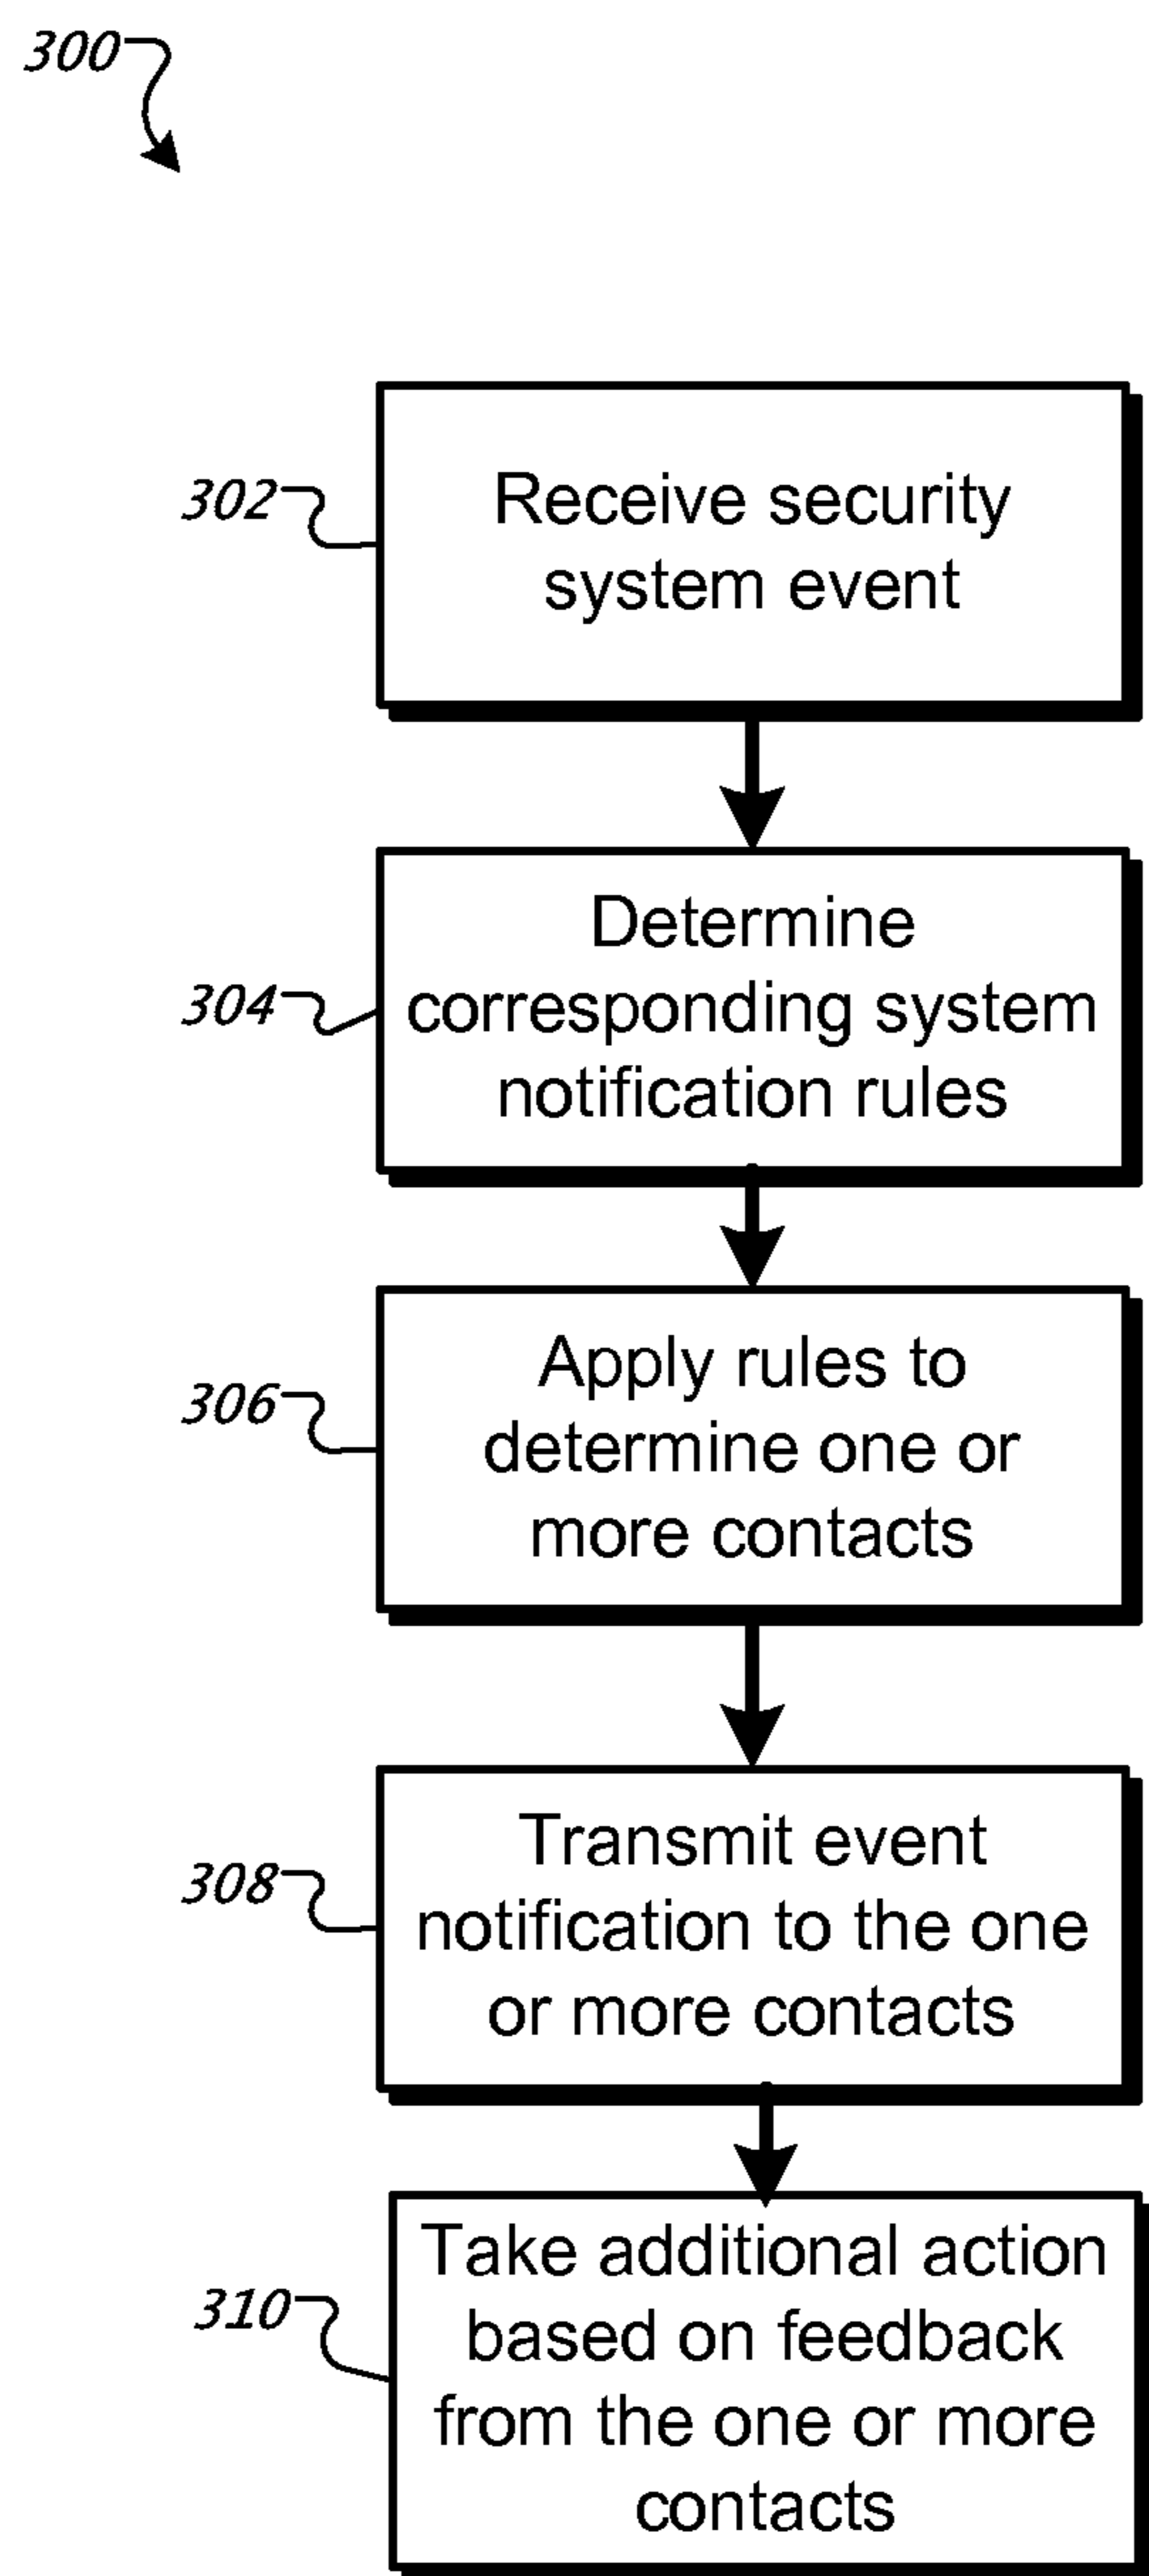 300
302
Receive security
system event
304
Determine
corresponding system
notification rules
306
Apply rules to
determine one or
more contacts
308
Transmit event
notification to the one
or more contacts
310
Take additional action
based on feedback
from the one or more
contacts